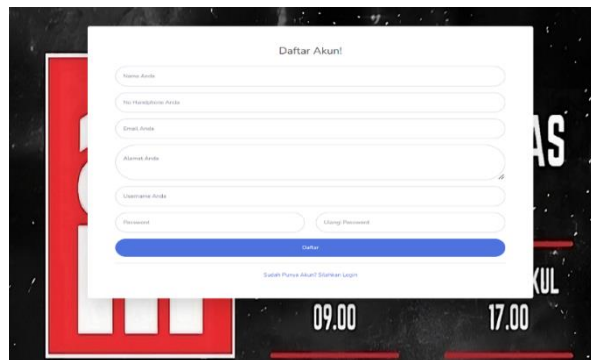 Daftar Akun!
Nama Anda
No Handphone Anda
Email Anda
Alamat Anda
Username Anda
Password
Ulangi Password
Daftar
Sudah Punya Akun? Silahkan Login
AS
KUL
09.00
17.00